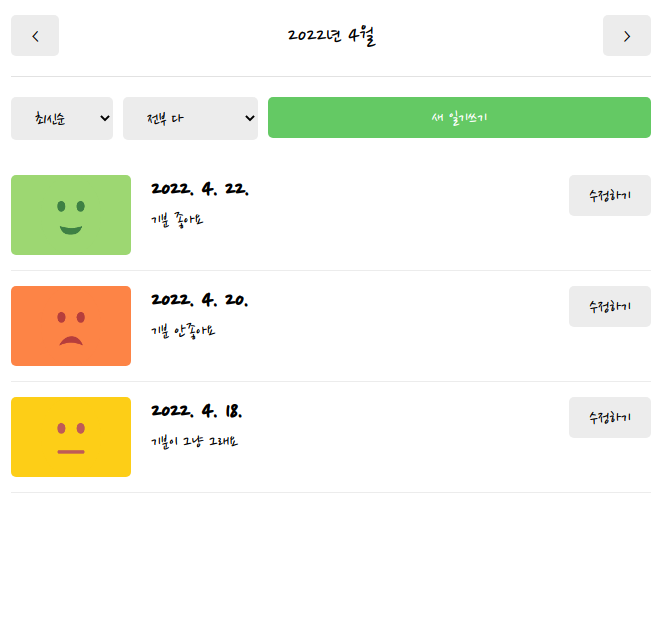 < 2022년 4월 >
최신순 전부 다 새 일기쓰기
2022. 4. 22. 수정하기
기분 좋아요
2022. 4. 20. 수정하기
기분 안좋아요
2022. 4. 18. 수정하기
기분이 그냥 그래요